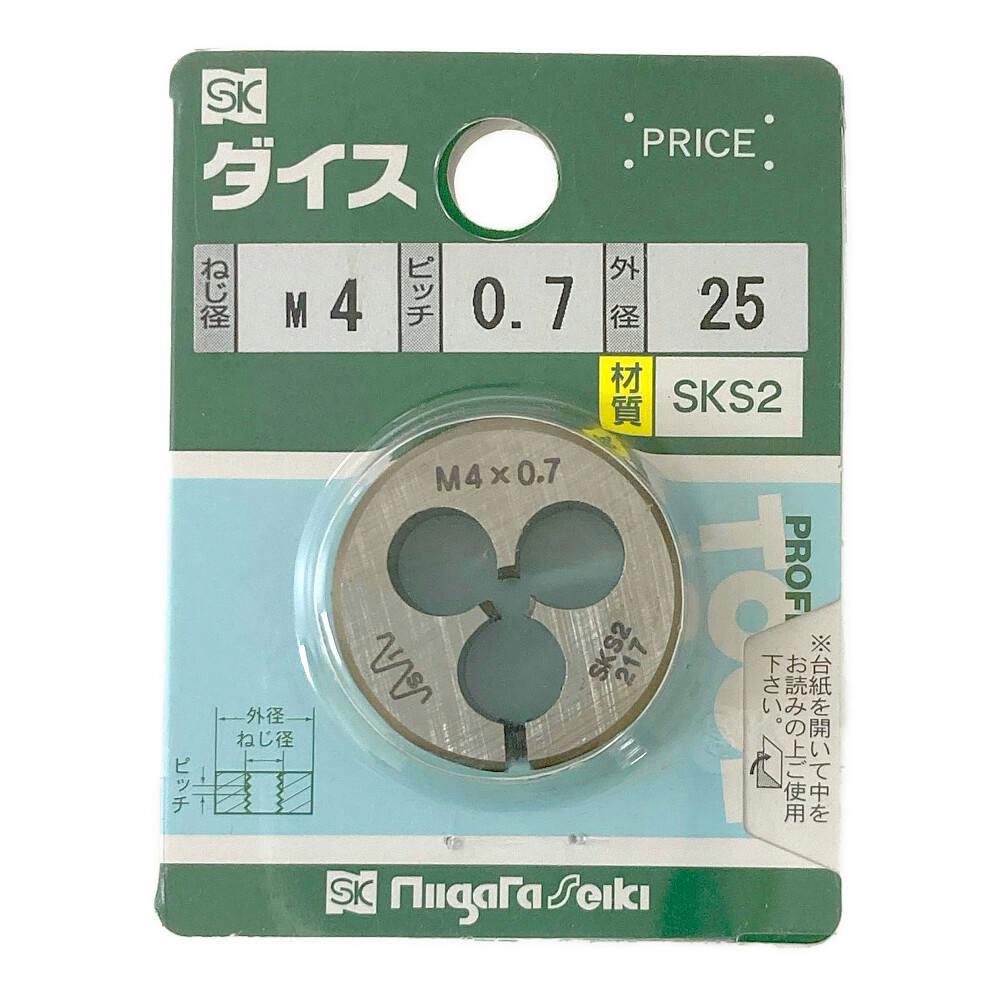 SK
ダイス
PRICE
ねじ径
M4
ピッチ
0.7
外径
25
材質
SKS2
M4×0.7
SKS2
217
PROF
外径
ねじ径
ピッチ
※台紙を開いて中を
お読みの上ご使用
下さい。
SK niigata seiki